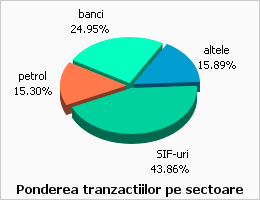 banci
24.95%
altele
15.89%
petrol
15.30%
SIF-uri
43.86%
Ponderea tranzactiilor pe sectoare